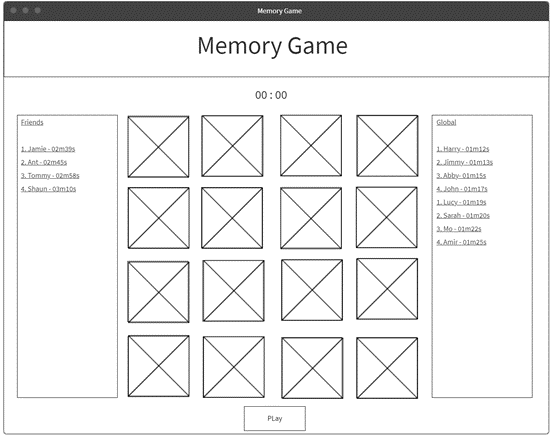 Memory Game
Memory Game
00 : 00
Friends
1. Jamie - 02m39s
2. Ant - 02m45s
3. Tommy - 02m58s
4. Shaun - 03m10s
Global
1. Harry - 01m12s
2. Jimmy - 01m13s
3. Abby- 01m15s
4. John - 01m17s
1. Lucy - 01m19s
2. Sarah - 01m20s
3. Mo - 01m22s
4. Amir - 01m25s
PLay